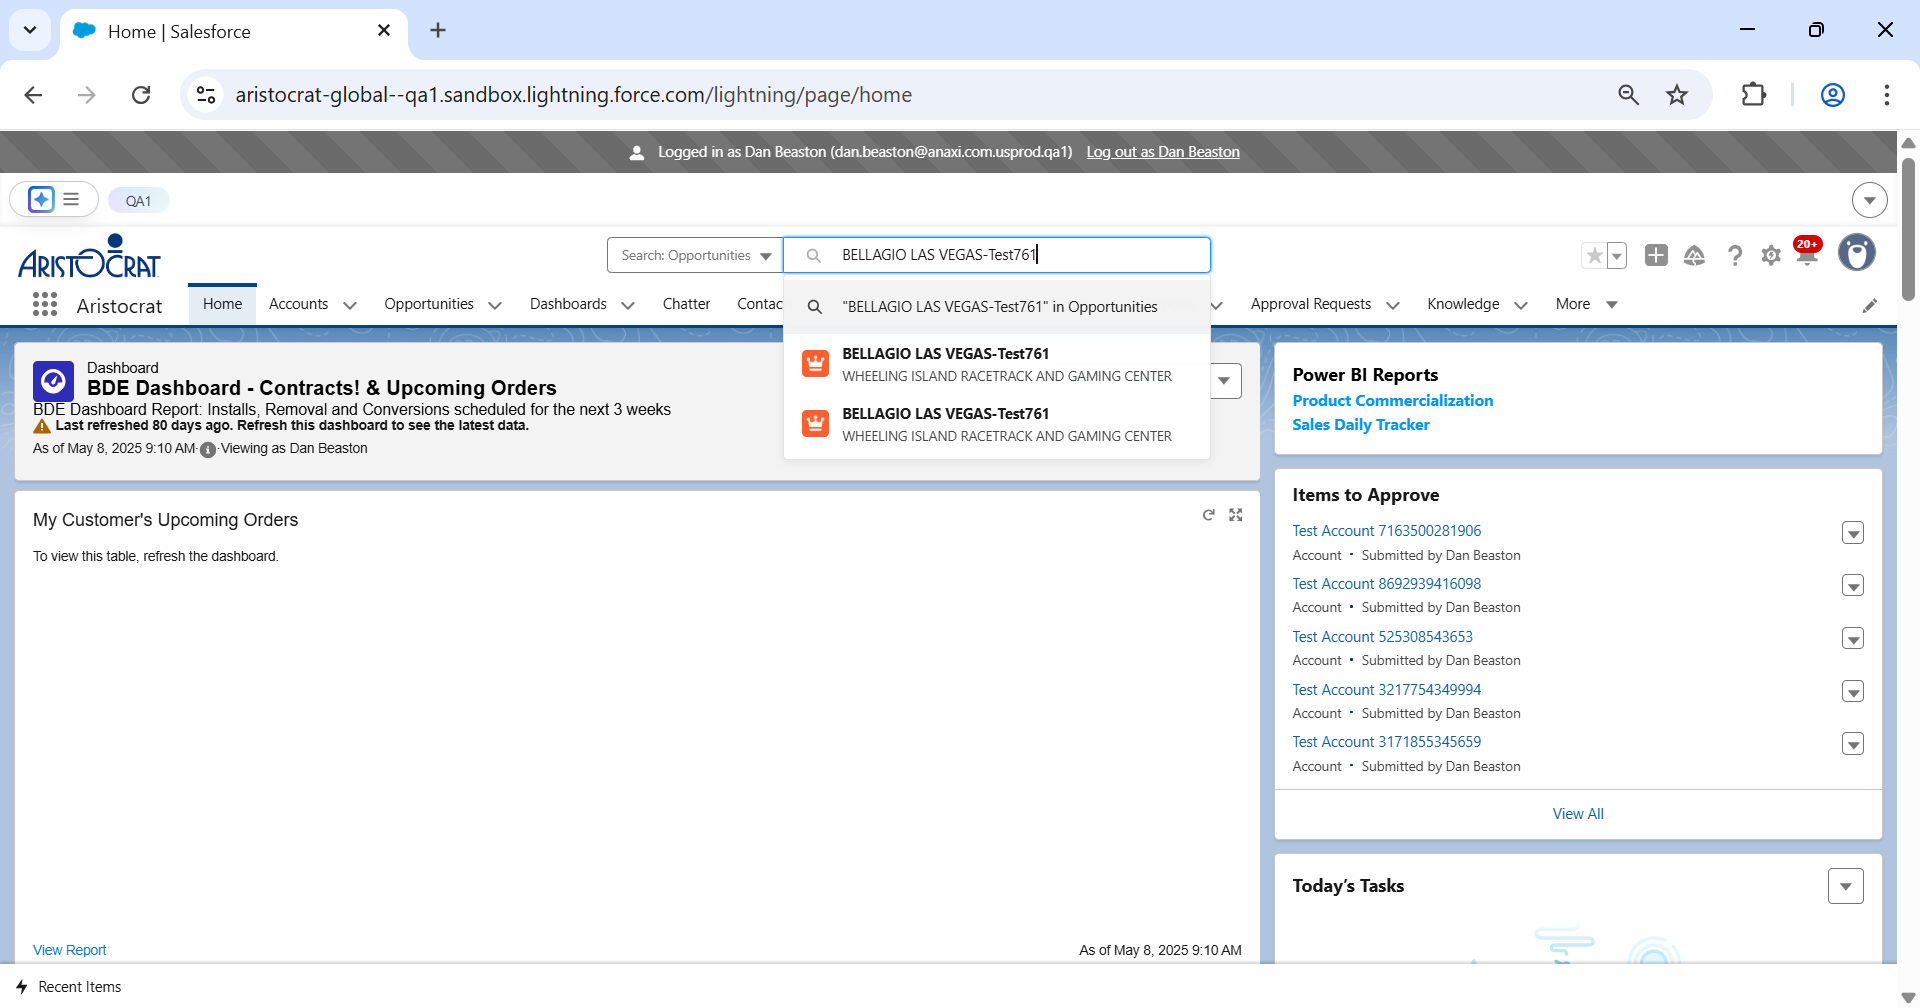 Home | Salesforce
aristocrat-global--qa1.sandbox.lightning.force.com/lightning/page/home
Logged in as Dan Beaston (dan.beaston@anaxi.com.usprod.qa1) Log out as Dan Beaston
QA1
ARISTOCRAT
Search: Opportunities
BELLAGIO LAS VEGAS-Test761
20+
Aristocrat
Home
Accounts
Opportunities
Dashboards
Chatter
Contac
Approval Requests
Knowledge
More
"BELLAGIO LAS VEGAS-Test761" in Opportunities
BELLAGIO LAS VEGAS-Test761
WHEELING ISLAND RACETRACK AND GAMING CENTER
BELLAGIO LAS VEGAS-Test761
WHEELING ISLAND RACETRACK AND GAMING CENTER
Dashboard
BDE Dashboard - Contracts! & Upcoming Orders
BDE Dashboard Report: Installs, Removal and Conversions scheduled for the next 3 weeks
Last refreshed 80 days ago. Refresh this dashboard to see the latest data.
As of May 8, 2025 9:10 AM·Viewing as Dan Beaston
My Customer's Upcoming Orders
To view this table, refresh the dashboard.
View Report
As of May 8, 2025 9:10 AM
Power BI Reports
Product Commercialization
Sales Daily Tracker
Items to Approve
Test Account 7163500281906
Account • Submitted by Dan Beaston
Test Account 8692939416098
Account • Submitted by Dan Beaston
Test Account 525308543653
Account • Submitted by Dan Beaston
Test Account 3217754349994
Account • Submitted by Dan Beaston
Test Account 3171855345659
Account • Submitted by Dan Beaston
View All
Today's Tasks
Recent Items